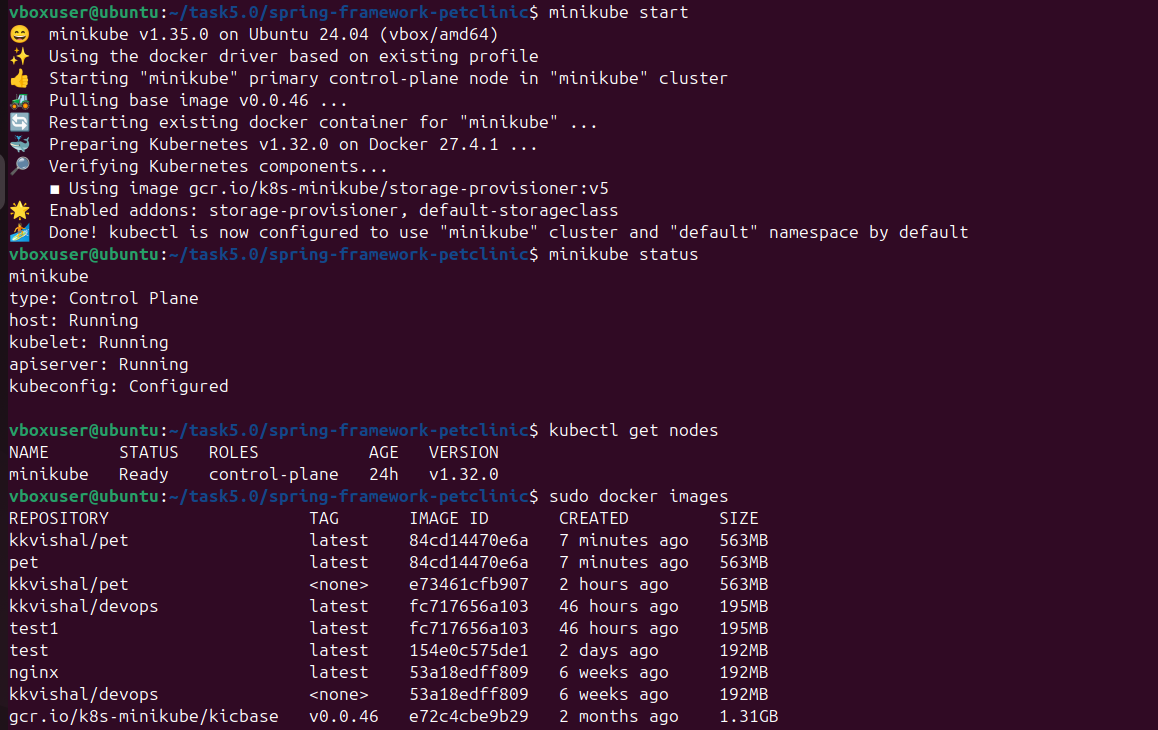 vboxuser@ubuntu:~/task5.0/spring-framework-petclinic$ minikube start
😄  minikube v1.35.0 on Ubuntu 24.04 (vbox/amd64)
✨  Using the docker driver based on existing profile
👍  Starting "minikube" primary control-plane node in "minikube" cluster
🚜  Pulling base image v0.0.46 ...
🔄  Restarting existing docker container for "minikube" ...
🐳  Preparing Kubernetes v1.32.0 on Docker 27.4.1 ...
🔎  Verifying Kubernetes components...
    ▪ Using image gcr.io/k8s-minikube/storage-provisioner:v5
🌟  Enabled addons: storage-provisioner, default-storageclass
🏄  Done! kubectl is now configured to use "minikube" cluster and "default" namespace by default
vboxuser@ubuntu:~/task5.0/spring-framework-petclinic$ minikube status
minikube
type: Control Plane
host: Running
kubelet: Running
apiserver: Running
kubeconfig: Configured

vboxuser@ubuntu:~/task5.0/spring-framework-petclinic$ kubectl get nodes
NAME       STATUS   ROLES           AGE   VERSION
minikube   Ready    control-plane   24h   v1.32.0
vboxuser@ubuntu:~/task5.0/spring-framework-petclinic$ sudo docker images
REPOSITORY                    TAG       IMAGE ID       CREATED         SIZE
kkvishal/pet                  latest    84cd14470e6a   7 minutes ago   563MB
pet                           latest    84cd14470e6a   7 minutes ago   563MB
kkvishal/pet                  <none>    e73461cfb907   2 hours ago     563MB
kkvishal/devops               latest    fc717656a103   46 hours ago    195MB
test1                         latest    fc717656a103   46 hours ago    195MB
test                          latest    154e0c575de1   2 days ago      192MB
nginx                         latest    53a18edff809   6 weeks ago     192MB
kkvishal/devops               <none>    53a18edff809   6 weeks ago     192MB
gcr.io/k8s-minikube/kicbase   v0.0.46   e72c4cbe9b29   2 months ago    1.31GB